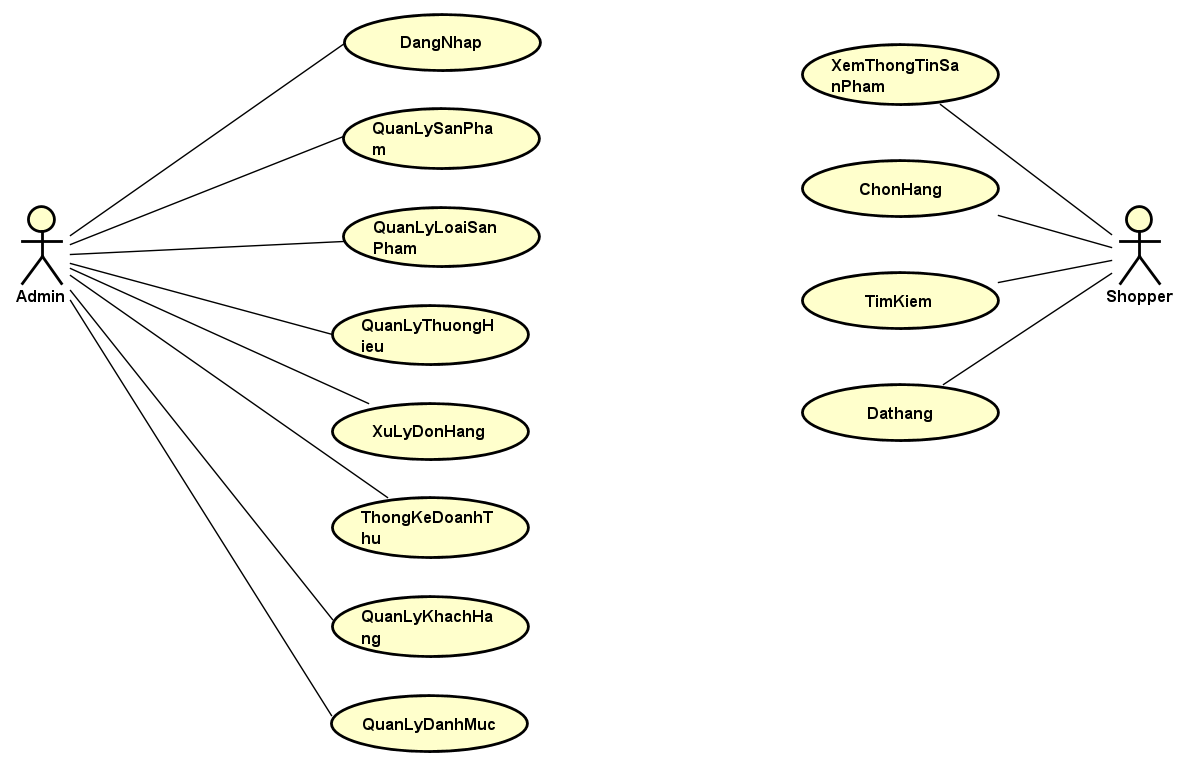 DangNhap
QuanLySanPha
m
QuanLyLoaiSan
Pham
QuanLyThuongH
ieu
XuLyDonHang
ThongKeDoanhT
hu
QuanLyKhachHa
ng
QuanLyDanhMuc
Admin
XemThongTinSa
nPham
ChonHang
TimKiem
Dathang
Shopper